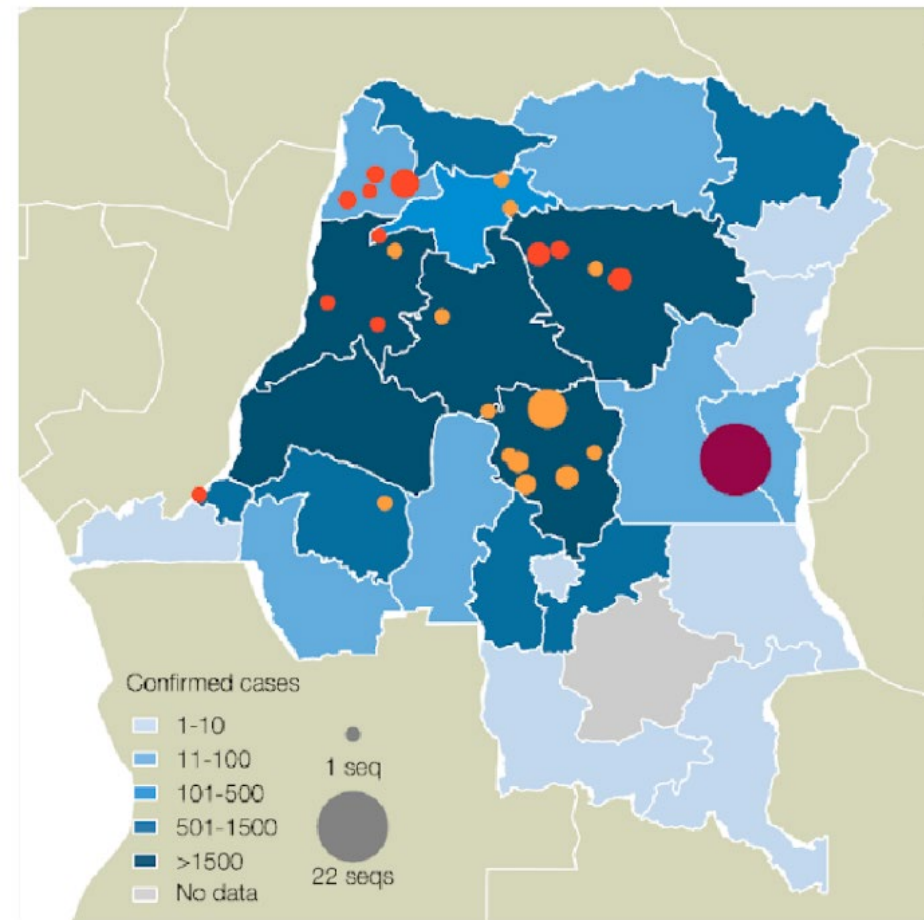 Confirmed cases
1-10
11-100
101-500
501-1500
>1500
No data
1 seq
22 seqs